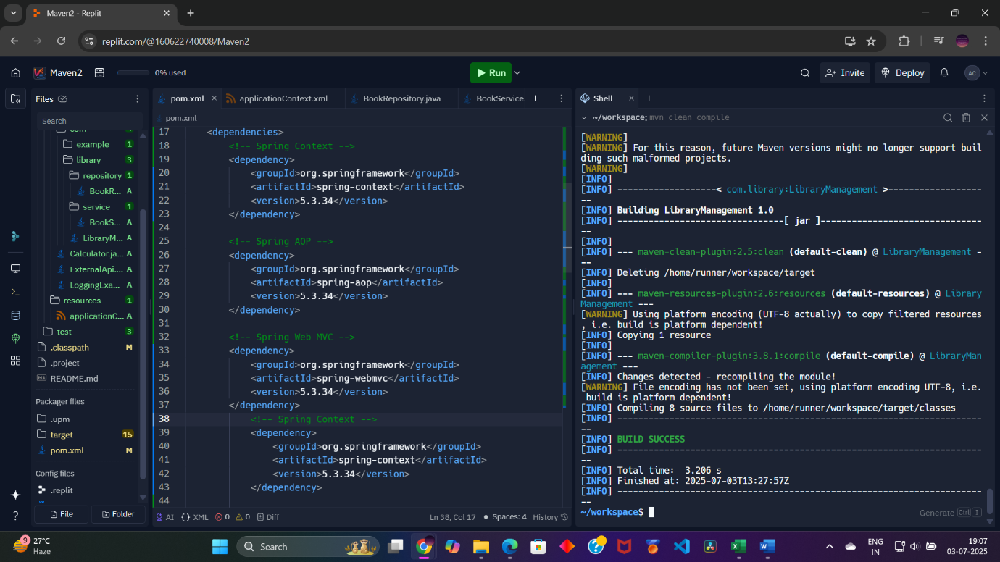 Maven2 - Replit
replit.com/@160622740008/Maven2
Maven2
0% used
Run
Invite
Deploy
AC
Files
Search
com
example 1
library 3
repository 1
BookR... A
service 1
BookS... A
LibraryM... A
Calculator.ja... A
ExternalApi.... A
LoggingExa... A
resources 1
applicationC... A
test 3
.classpath M
.project
README.md
Packager files
.upm
target 15
pom.xml M
Config files
.replit
File
Folder
pom.xml
applicationContext.xml
BookRepository.java
BookService.
pom.xml
17 <dependencies>
18 <!-- Spring Context -->
19 <dependency>
20 <groupId>org.springframework</groupId>
21 <artifactId>spring-context</artifactId>
22 <version>5.3.34</version>
23 </dependency>
24
25 <!-- Spring AOP -->
26 <dependency>
27 <groupId>org.springframework</groupId>
28 <artifactId>spring-aop</artifactId>
29 <version>5.3.34</version>
30 </dependency>
31
32 <!-- Spring Web MVC -->
33 <dependency>
34 <groupId>org.springframework</groupId>
35 <artifactId>spring-webmvc</artifactId>
36 <version>5.3.34</version>
37 </dependency>
38 <!-- Spring Context -->
39 <dependency>
40 <groupId>org.springframework</groupId>
41 <artifactId>spring-context</artifactId>
42 <version>5.3.34</version>
43 </dependency>
44
AI
{} XML
0
0
Diff
Ln 38, Col 17
Spaces: 4
History
Shell
~/workspace: mvn clean compile
[WARNING]
[WARNING] For this reason, future Maven versions might no longer support buil
ding such malformed projects.
[WARNING]
[INFO]
[INFO] ------------------< com.library:LibraryManagement >-----------------
--
[INFO] Building LibraryManagement 1.0
[INFO] ------------------------------[ jar ]-----------------------------
--
[INFO]
[INFO] --- maven-clean-plugin:2.5:clean (default-clean) @ LibraryManagement -
--
[INFO] Deleting /home/runner/workspace/target
[INFO]
[INFO] --- maven-resources-plugin:2.6:resources (default-resources) @ Library
Management ---
[WARNING] Using platform encoding (UTF-8 actually) to copy filtered resources
, i.e. build is platform dependent!
[INFO] Copying 1 resource
[INFO]
[INFO] --- maven-compiler-plugin:3.8.1:compile (default-compile) @ LibraryMan
agement ---
[INFO] Changes detected - recompiling the module!
[WARNING] File encoding has not been set, using platform encoding UTF-8, i.e.
build is platform dependent!
[INFO] Compiling 8 source files to /home/runner/workspace/target/classes
[INFO] ----------------------------------------------------------------------
--
[INFO] BUILD SUCCESS
[INFO] ----------------------------------------------------------------------
--
[INFO] Total time:  3.206 s
[INFO] Finished at: 2025-07-03T13:27:57Z
[INFO] ----------------------------------------------------------------------
--
~/workspace$
Generate Ctrl I
9
27°C
Haze
Search
ENG
IN
19:07
03-07-2025